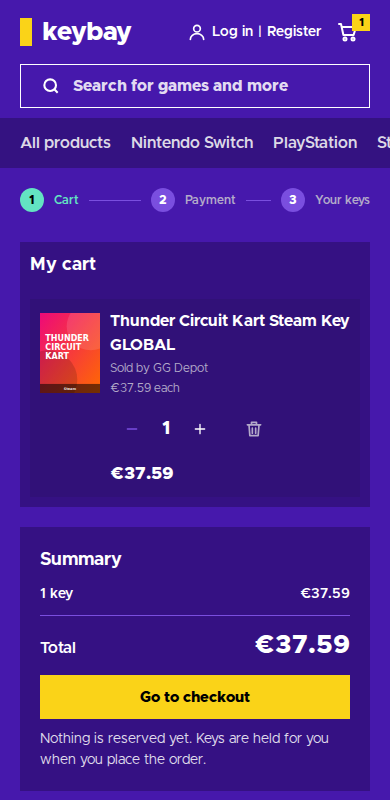 keybay
Log in | Register
1
Search for games and more
All products Nintendo Switch PlayStation St
1 Cart 2 Payment 3 Your keys
My cart
THUNDER
CIRCUIT
KART
Steam
Thunder Circuit Kart Steam Key
GLOBAL
Sold by GG Depot
€37.59 each
− 1 +
€37.59
Summary
1 key €37.59
Total €37.59
Go to checkout
Nothing is reserved yet. Keys are held for you
when you place the order.